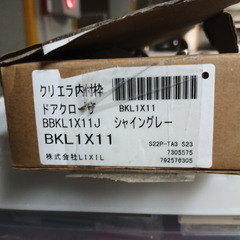 クリエラ内付枠
ドアクローザ BKL1X11
BBKL1X11J シャイングレー
BKL1X11 S22P-TA3 S23
7305575
株式会社LIXIL 792576305